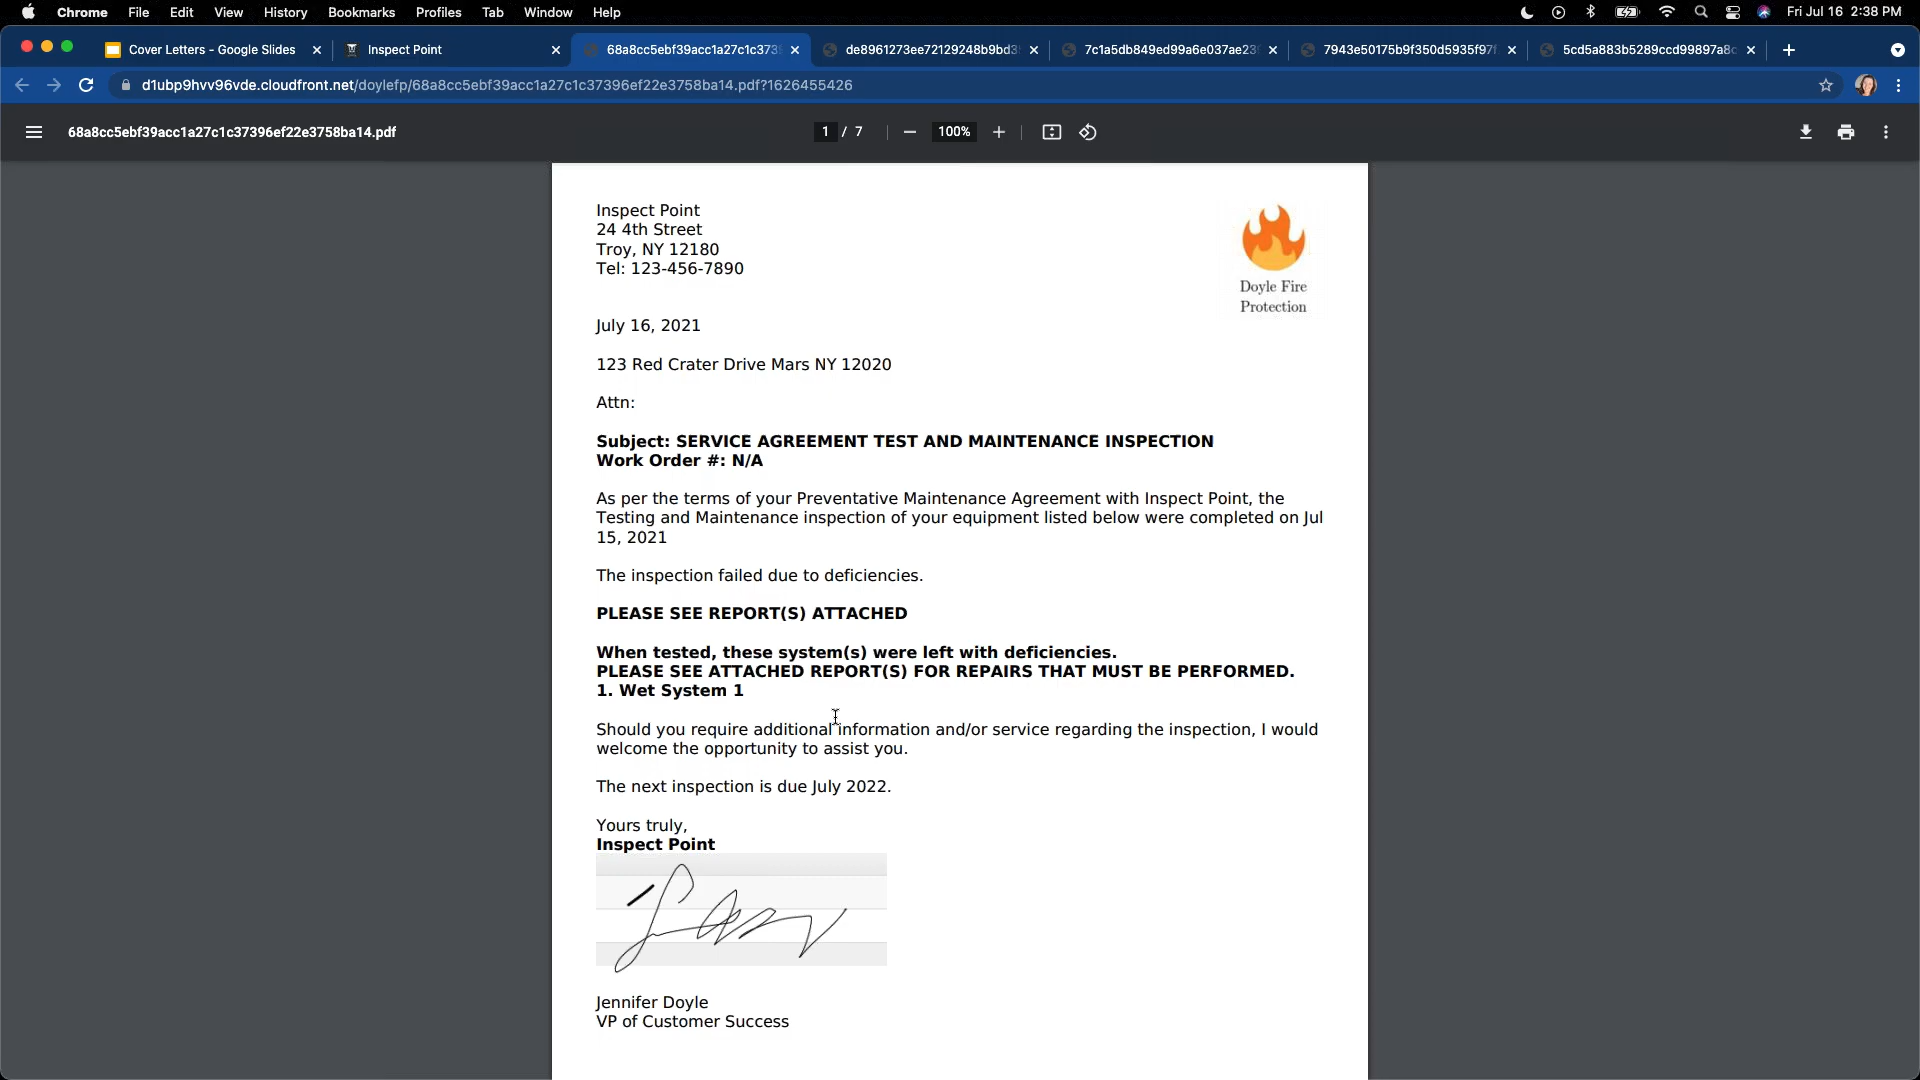 Chrome File Edit View History Bookmarks Profiles Tab Window Help Fri Jul 16 2:38 PM
Cover Letters - Google Slides Inspect Point 68a8cc5ebf39acc1a27c1c373 de8961273ee72129248b9bd3 7c1a5db849ed99a6e037ae23 7943e50175b9f350d5935f97f 5cd5a883b5289ccd99897a8c
d1ubp9hvv96vde.cloudfront.net/doylefp/68a8cc5ebf39acc1a27c1c37396ef22e3758ba14.pdf?1626455426
68a8cc5ebf39acc1a27c1c37396ef22e3758ba14.pdf 1 / 7 100%
Inspect Point
24 4th Street
Troy, NY 12180
Tel: 123-456-7890
Doyle Fire
Protection
July 16, 2021
123 Red Crater Drive Mars NY 12020
Attn:
Subject: SERVICE AGREEMENT TEST AND MAINTENANCE INSPECTION
Work Order #: N/A
As per the terms of your Preventative Maintenance Agreement with Inspect Point, the
Testing and Maintenance inspection of your equipment listed below were completed on Jul
15, 2021
The inspection failed due to deficiencies.
PLEASE SEE REPORT(S) ATTACHED
When tested, these system(s) were left with deficiencies.
PLEASE SEE ATTACHED REPORT(S) FOR REPAIRS THAT MUST BE PERFORMED.
1. Wet System 1
Should you require additional information and/or service regarding the inspection, I would
welcome the opportunity to assist you.
The next inspection is due July 2022.
Yours truly,
Inspect Point
Jennifer Doyle
VP of Customer Success